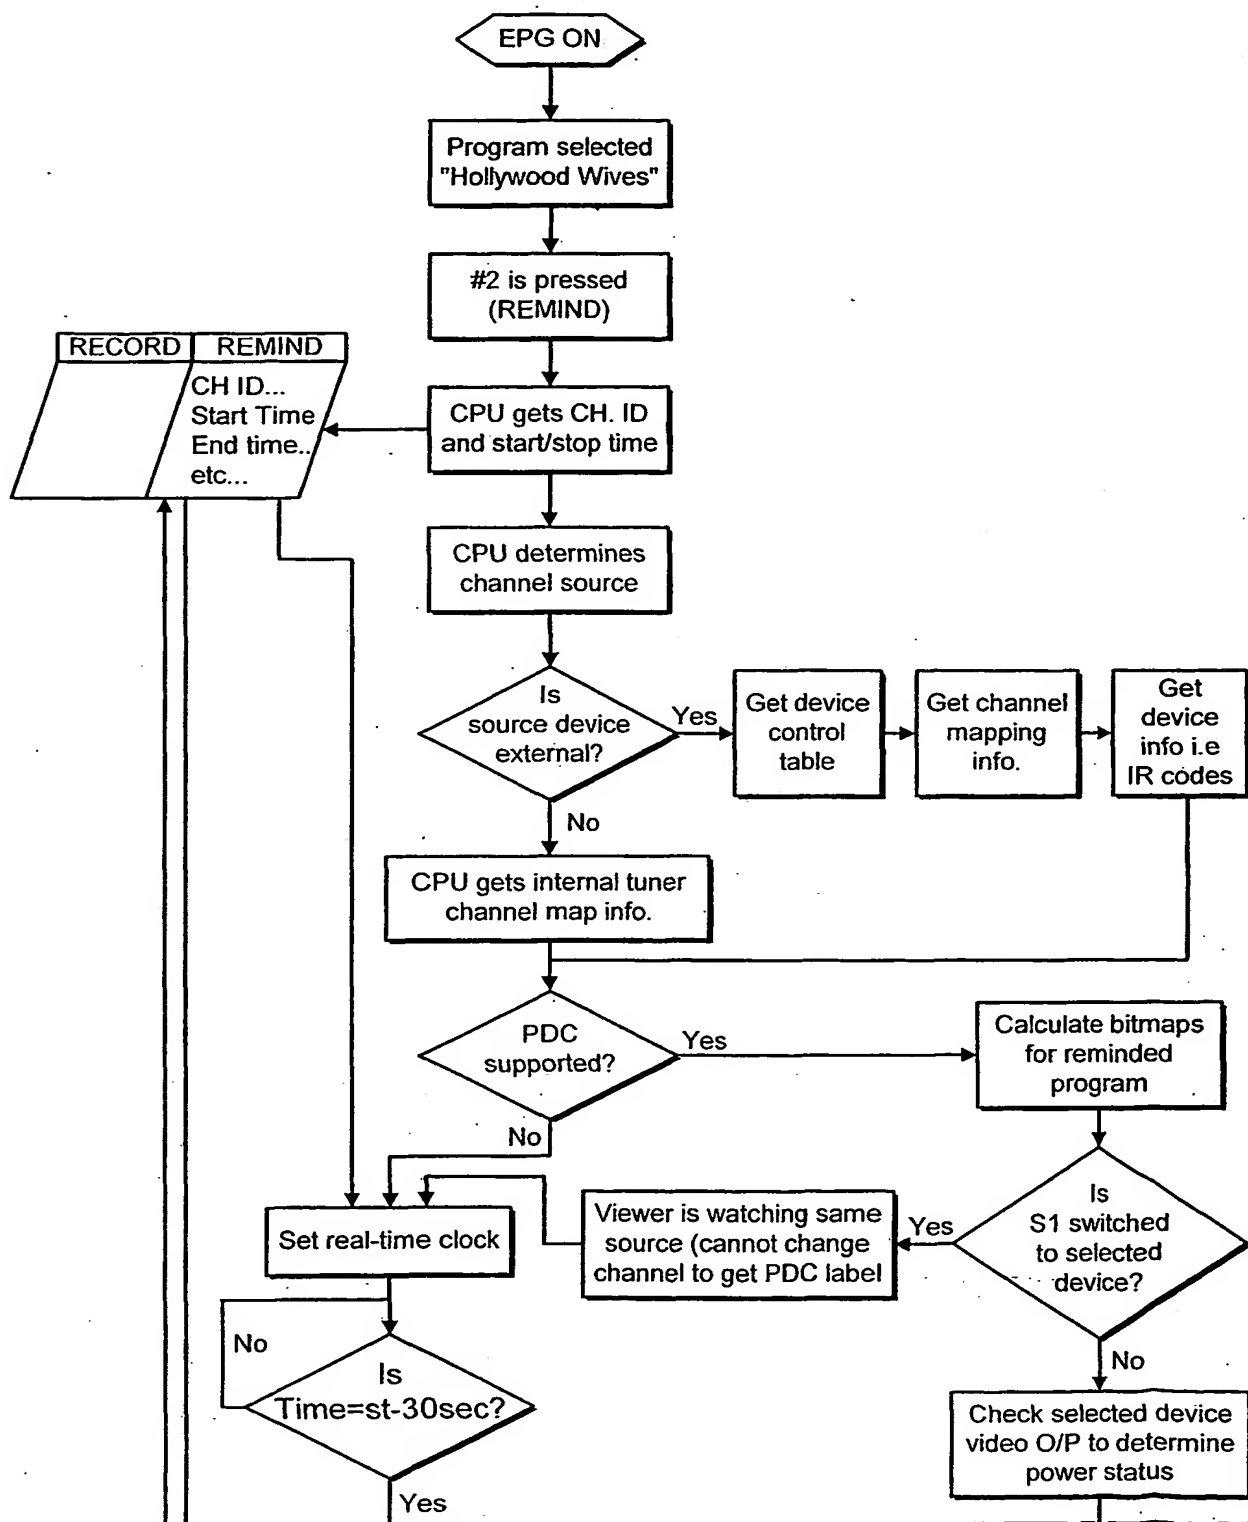 EPG ON
Program selected
"Hollywood Wives"
#2 is pressed
(REMIND)
RECORD
REMIND
CH ID...
Start Time
End time..
etc...
CPU gets CH. ID
and start/stop time
CPU determines
channel source
Is
source device
external?
Yes
Get device
control
table
Get channel
mapping
info.
Get
device
info i.e
IR codes
No
CPU gets internal tuner
channel map info.
PDC
supported?
Yes
Calculate bitmaps
for reminded
program
No
Set real-time clock
Viewer is watching same
source (cannot change
channel to get PDC label
Yes
Is
S1 switched
to selected
device?
No
Is
Time=st-30sec?
No
Check selected device
video O/P to determine
power status
Yes